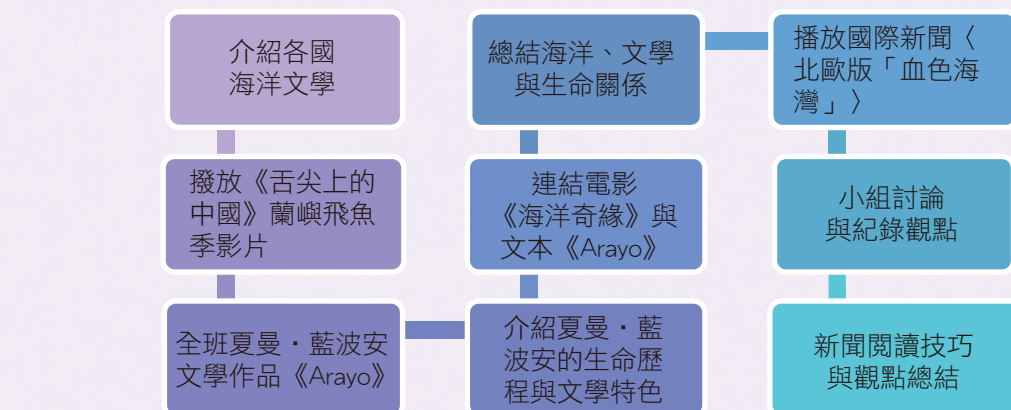 介紹各國
海洋文學
撥放《舌尖上的
中國》蘭嶼飛魚
季影片
全班夏曼・藍波安
文學作品《Arayo》
介紹夏曼・藍
波安的生命歷
程與文學特色
連結電影
《海洋奇緣》與
文本《Arayo》
總結海洋、文學
與生命關係
播放國際新聞〈
北歐版「血色海
灣」〉
小組討論
與紀錄觀點
新聞閱讀技巧
與觀點總結